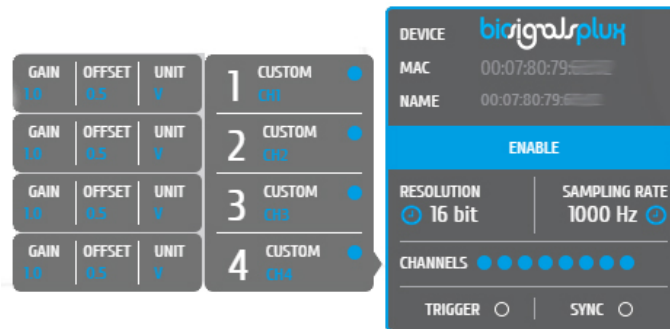 DEVICE biosignalsplux
MAC 00:07:80:79:
NAME 00:07:80:79:
ENABLE
RESOLUTION SAMPLING RATE
16 bit 1000 Hz
CHANNELS
TRIGGER SYNC
GAIN OFFSET UNIT
1.0 0.5 V
1 CUSTOM
CH1
GAIN OFFSET UNIT
1.0 0.5 V
2 CUSTOM
CH2
GAIN OFFSET UNIT
1.0 0.5 V
3 CUSTOM
CH3
GAIN OFFSET UNIT
1.0 0.5 V
4 CUSTOM
CH4